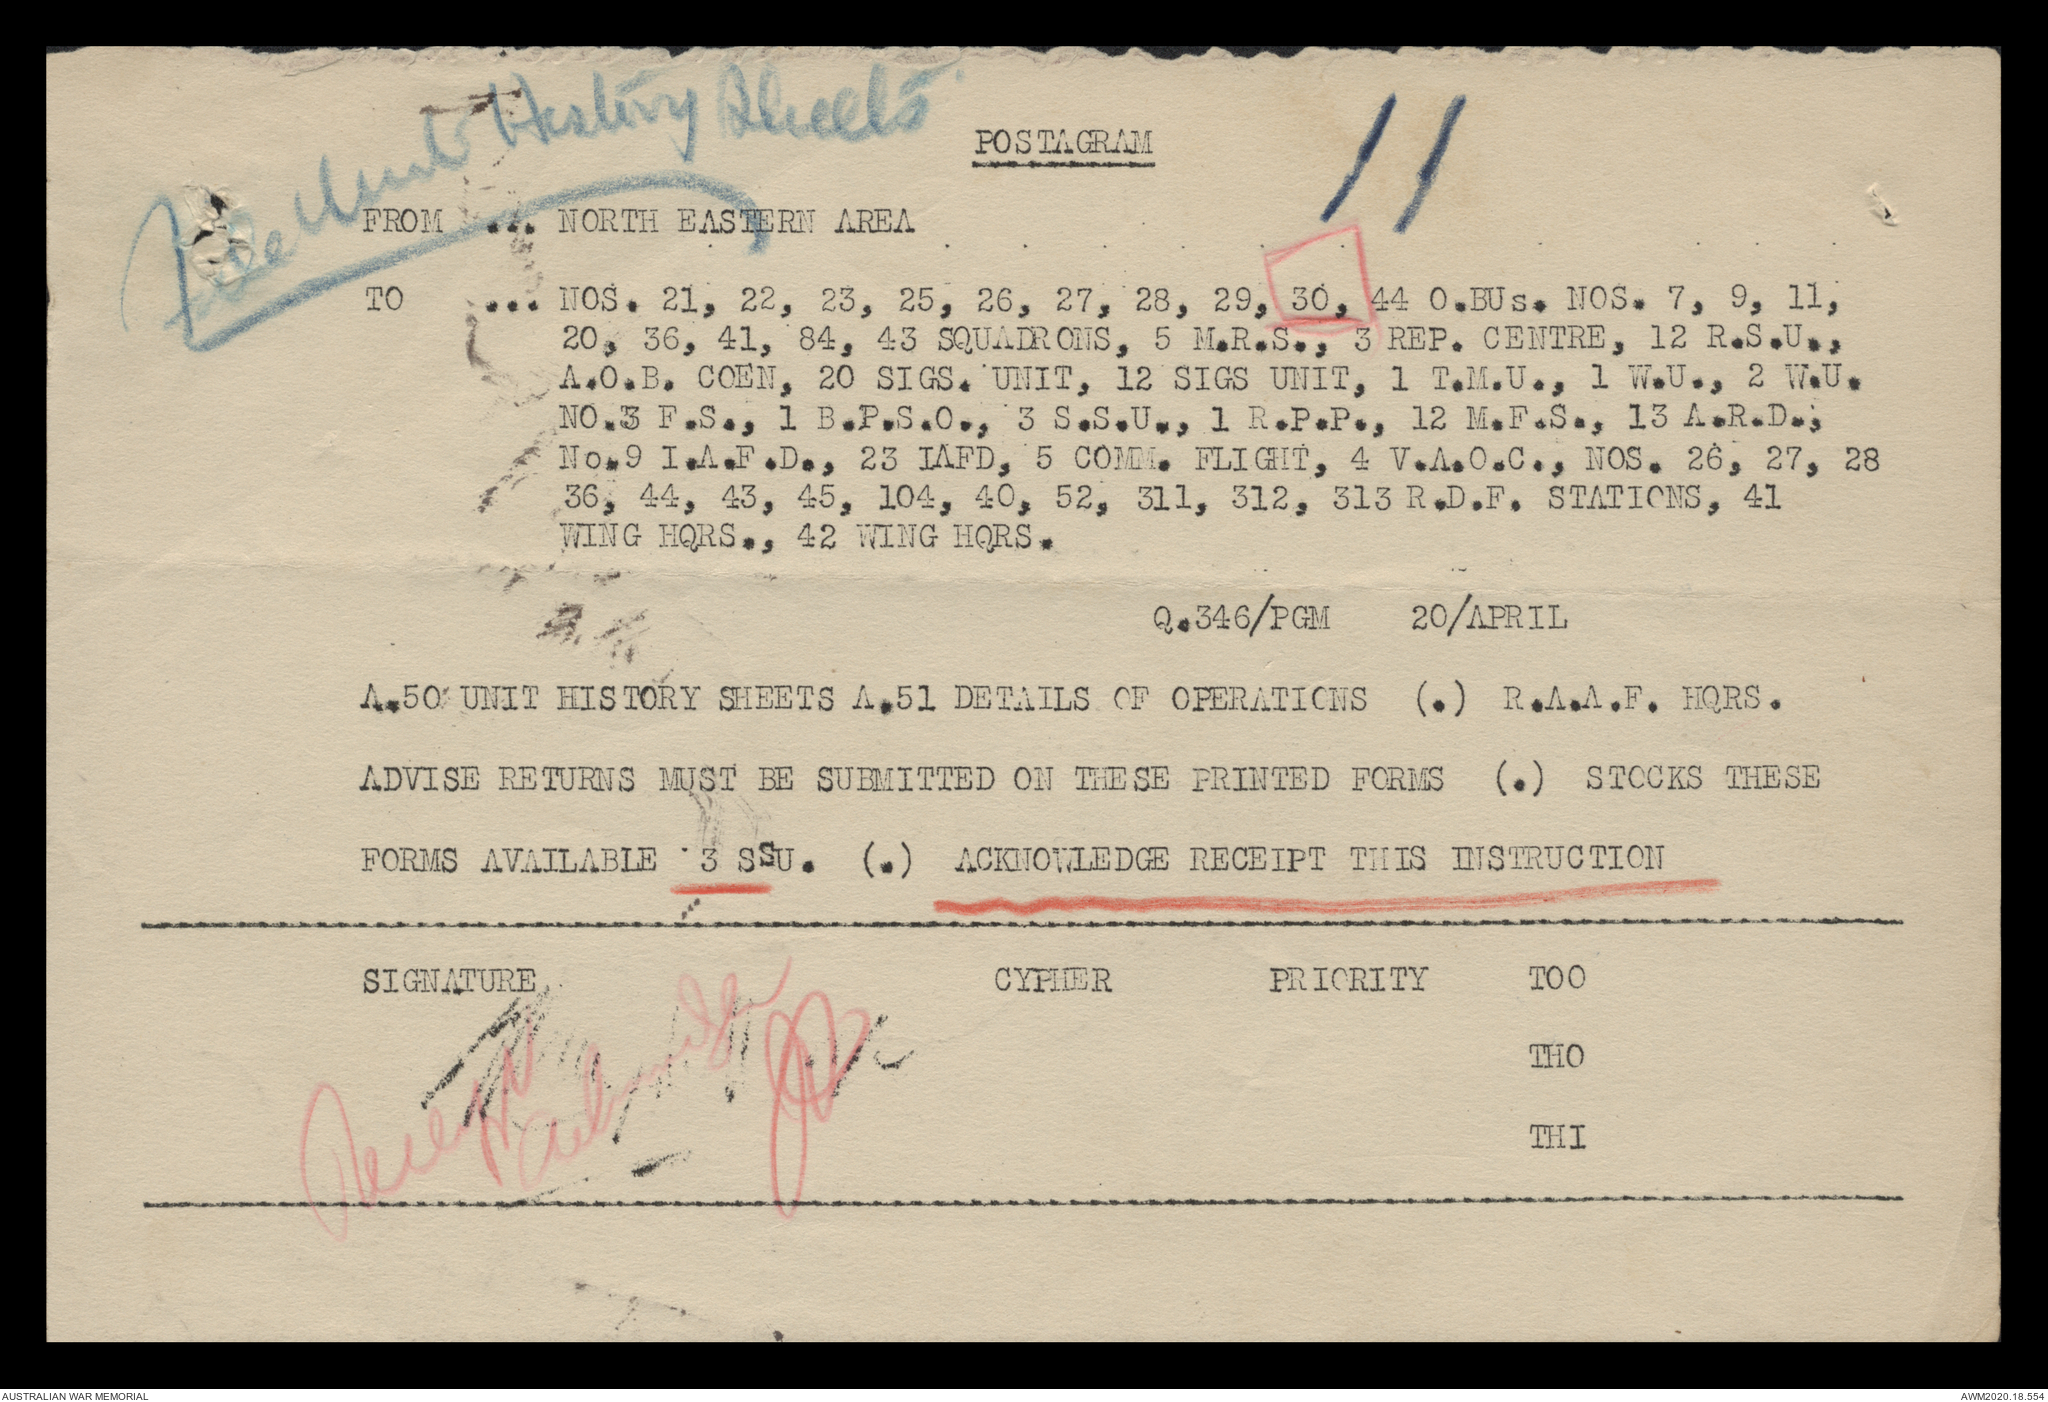 File Unit History Sheets
POSTAGRAM
11
FROM ... NORTH EASTERN AREA
TO ... NOS. 21, 22, 23, 25, 26, 27, 28, 29, 30, 44 O.BUs. NOS. 7, 9, 11,
20, 36, 41, 84, 43 SQUADRONS, 5 M.R.S., 3 REP. CENTRE, 12 R.S.U.,
A.O.B. COEN, 20 SIGS. UNIT, 12 SIGS UNIT, 1 T.M.U., 1 W.U., 2 W.U.
NO.3 F.S., 1 B.P.S.O., 3 S.S.U., 1 R.P.P., 12 M.F.S., 13 A.R.D.,
No.9 I.A.F.D., 23 IAFD, 5 COMM. FLIGHT, 4 V.A.O.C., NOS. 26, 27, 28
36, 44, 43, 45, 104, 40, 52, 311, 312, 313 R.D.F. STATIONS, 41
WING HQRS., 42 WING HQRS.
Q.346/PGM 20/APRIL
A.50 UNIT HISTORY SHEETS A.51 DETAILS OF OPERATIONS (.) R.A.A.F. HQRS.
ADVISE RETURNS MUST BE SUBMITTED ON THESE PRINTED FORMS (.) STOCKS THESE
FORMS AVAILABLE 3 SSU. (.) ACKNOWLEDGE RECEIPT THIS INSTRUCTION
SIGNATURE CYPHER PRIORITY TOO
THO
THI
Receipt
AUSTRALIAN WAR MEMORIAL AWM2020.18.554